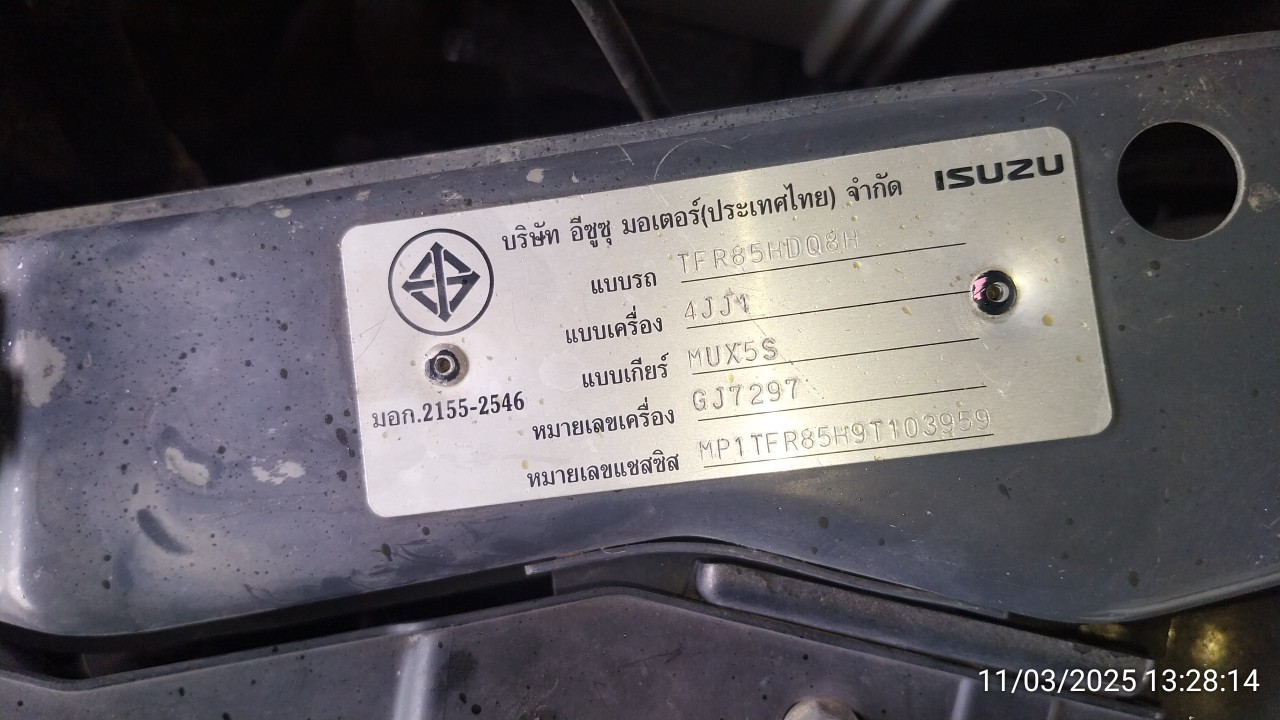 บริษัท อีซูซุ มอเตอร์(ประเทศไทย) จำกัด ISUZU
แบบรถ TFR85HDQ8H
แบบเครื่อง 4JJ1
แบบเกียร์ MUX5S
มอก.2155-2546
หมายเลขเครื่อง GJ7297
หมายเลขแชสซิส MP1TFR85H9T103959
11/03/2025 13:28:14